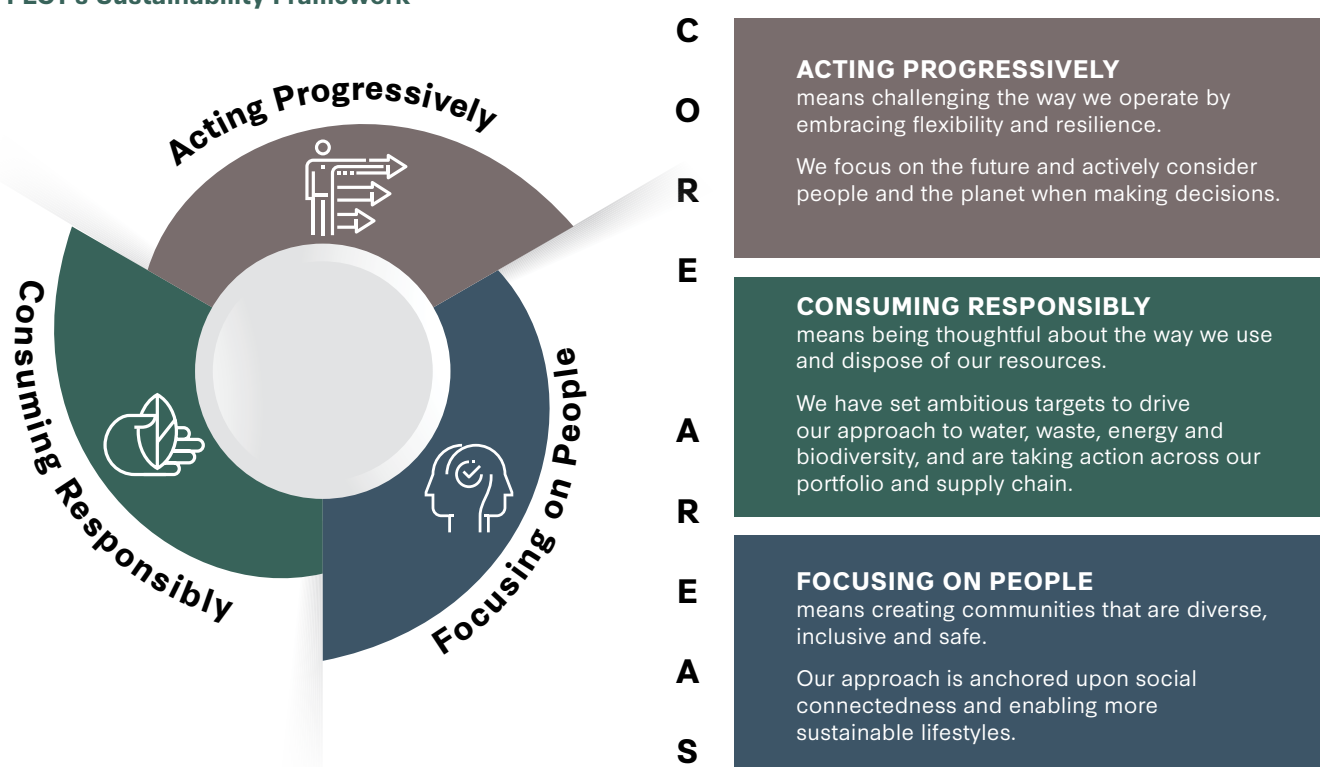 Sustainability Framework
Acting Progressively
Consuming Responsibly
Focusing on People
C
O
R
E
A
R
E
A
S
ACTING PROGRESSIVELY
means challenging the way we operate by
embracing flexibility and resilience.
We focus on the future and actively consider
people and the planet when making decisions.
CONSUMING RESPONSIBLY
means being thoughtful about the way we use
and dispose of our resources.
We have set ambitious targets to drive
our approach to water, waste, energy and
biodiversity, and are taking action across our
portfolio and supply chain.
FOCUSING ON PEOPLE
means creating communities that are diverse,
inclusive and safe.
Our approach is anchored upon social
connectedness and enabling more
sustainable lifestyles.